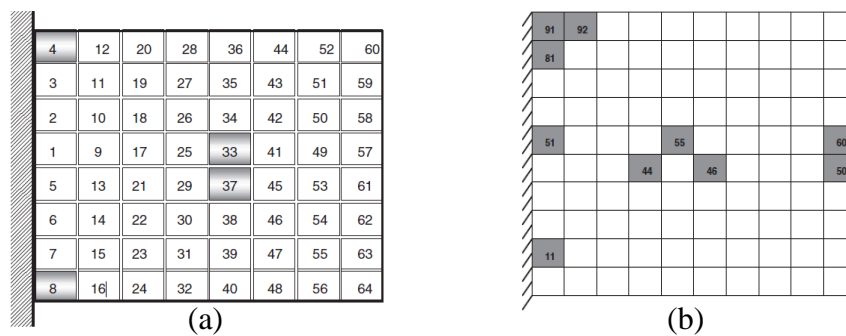 4 12 20 28 36 44 52 60
3 11 19 27 35 43 51 59
2 10 18 26 34 42 50 58
1 9 17 25 33 41 49 57
5 13 21 29 37 45 53 61
6 14 22 30 38 46 54 62
7 15 23 31 39 47 55 63
8 16 24 32 40 48 56 64
(a)
91 92
81
51 55 60
44 46 50
11
(b)